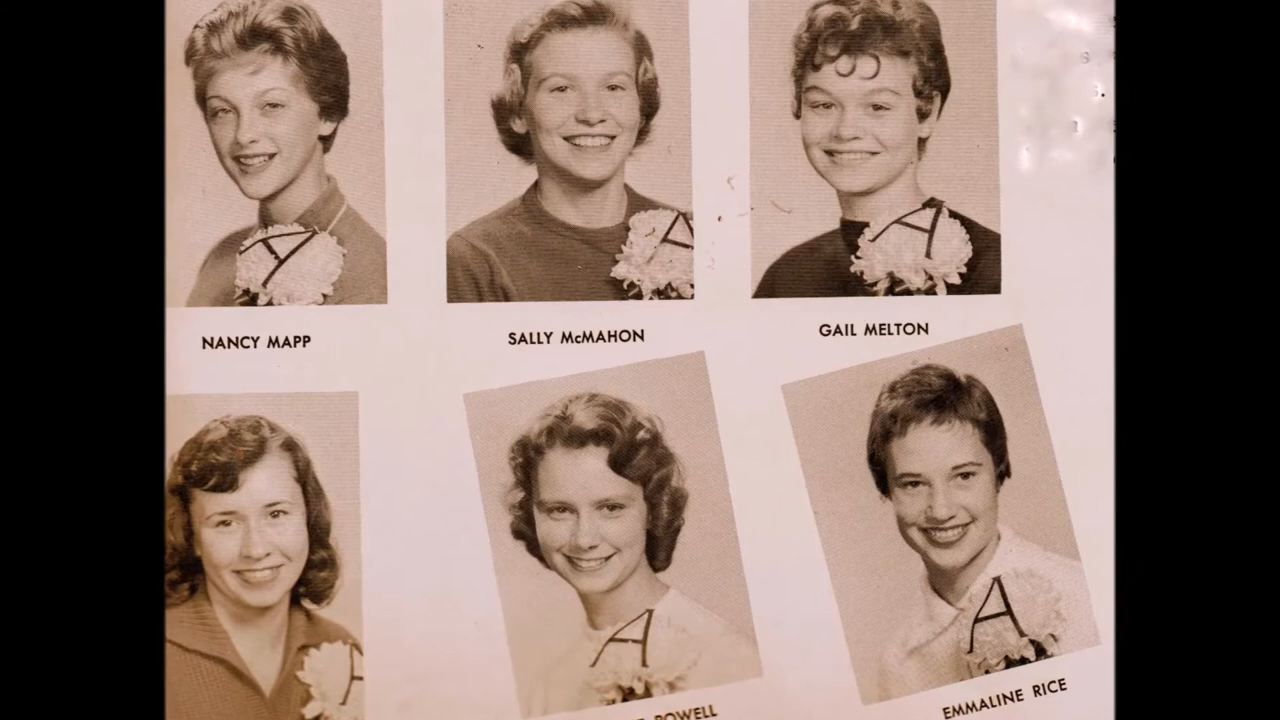 A
A
A
NANCY MAPP
SALLY McMAHON
GAIL MELTON
A
A
A
POWELL
EMMALINE RICE